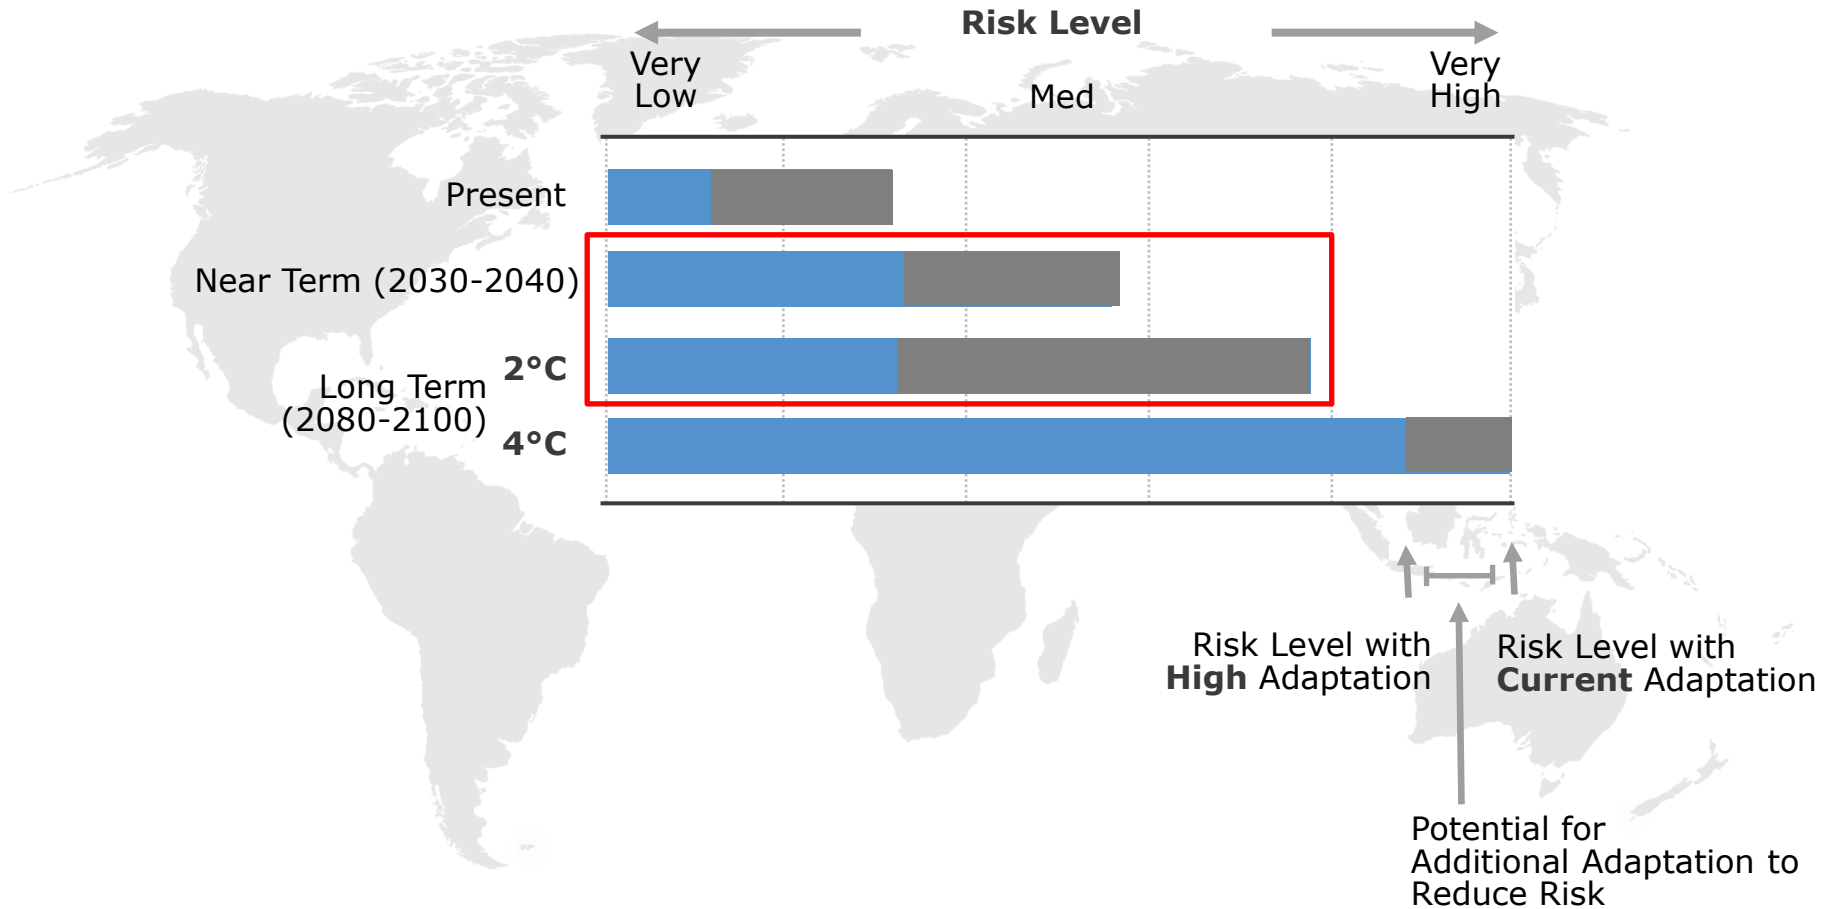 Risk Level
Very
Low
Med
Very
High
Present
Near Term (2030-2040)
Long Term
(2080-2100)
2°C
4°C
Risk Level with
High Adaptation
Risk Level with
Current Adaptation
Potential for
Additional Adaptation to
Reduce Risk